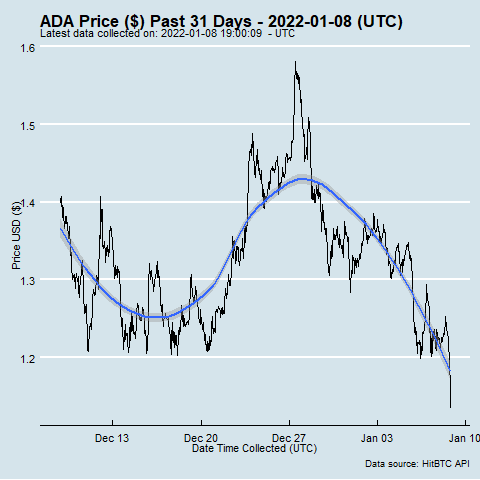 ADA Price ($) Past 31 Days - 2022-01-08 (UTC)
Latest data collected on: 2022-01-08 19:00:09  - UTC
1.6
1.5
1.4
1.3
1.2
Price USD ($)
Dec 13
Dec 20
Dec 27
Jan 03
Jan 10
Date Time Collected (UTC)
Data source: HitBTC API